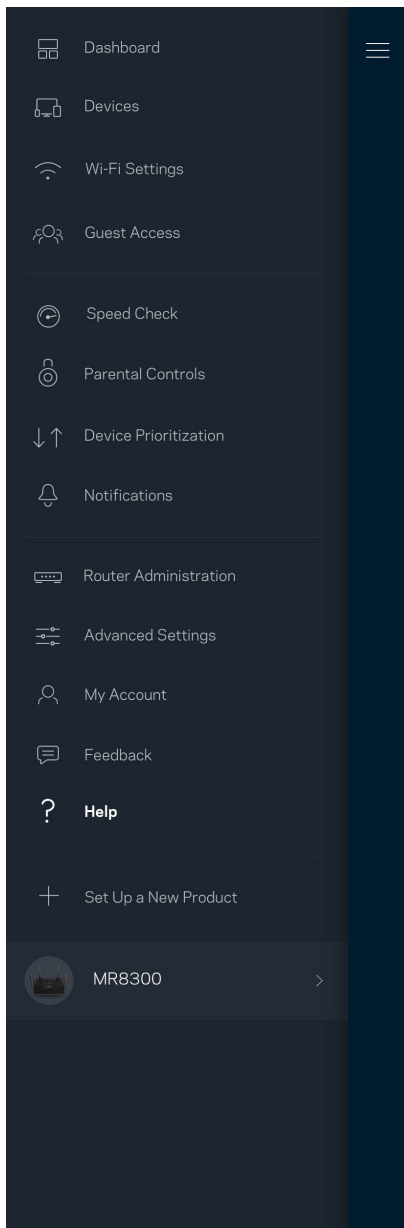 Dashboard
Devices
Wi-Fi Settings
Guest Access
Speed Check
Parental Controls
Device Prioritization
Notifications
Router Administration
Advanced Settings
My Account
Feedback
? Help
Set Up a New Product
MR8300